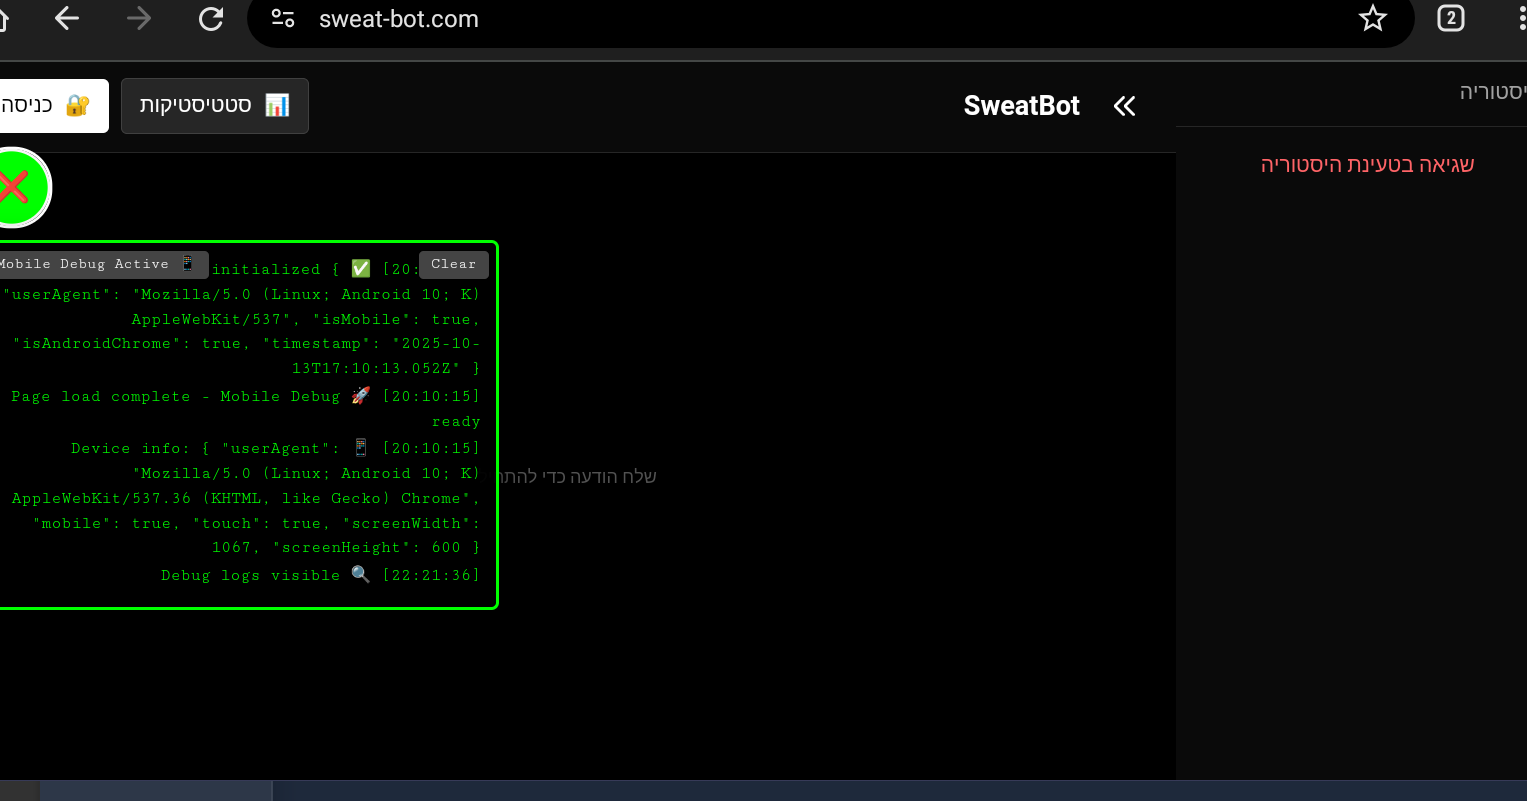 sweat-bot.com
2
יסטוריה
SweatBot
סטטיסטיקות
כניסה
שגיאה בטעינת היסטוריה
Mobile Debug Active
Clear
[20: ✅ initialized {
"userAgent": "Mozilla/5.0 (Linux; Android 10; K)
AppleWebKit/537", "isMobile": true,
"isAndroidChrome": true, "timestamp": "2025-10-
13T17:10:13.052Z" }
[20:10:15] 🚀 Page load complete - Mobile Debug
ready
[20:10:15] 📱 Device info: { "userAgent":
"Mozilla/5.0 (Linux; Android 10; K)
AppleWebKit/537.36 (KHTML, like Gecko) Chrome",
"mobile": true, "touch": true, "screenWidth":
1067, "screenHeight": 600 }
[22:21:36] 🔍 Debug logs visible
שלח הודעה כדי להתח